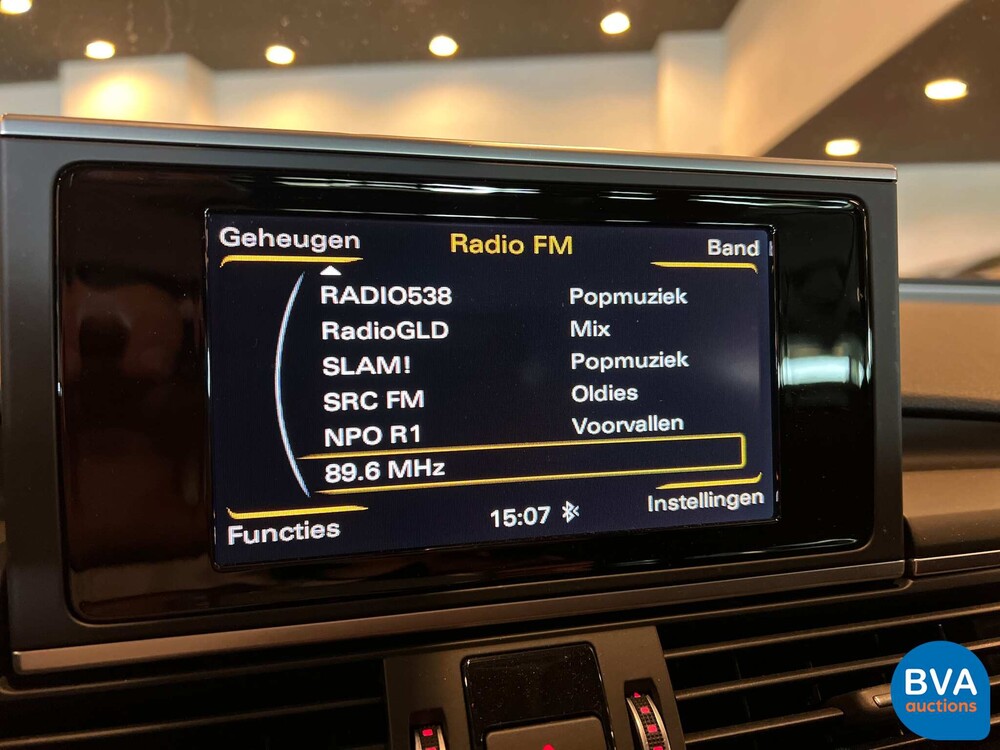 Geheugen Radio FM Band
RADIO538 Popmuziek
RadioGLD Mix
SLAM! Popmuziek
SRC FM Oldies
NPO R1 Voorvallen
89.6 MHz
Functies 15:07 Instellingen
BVA
auctions